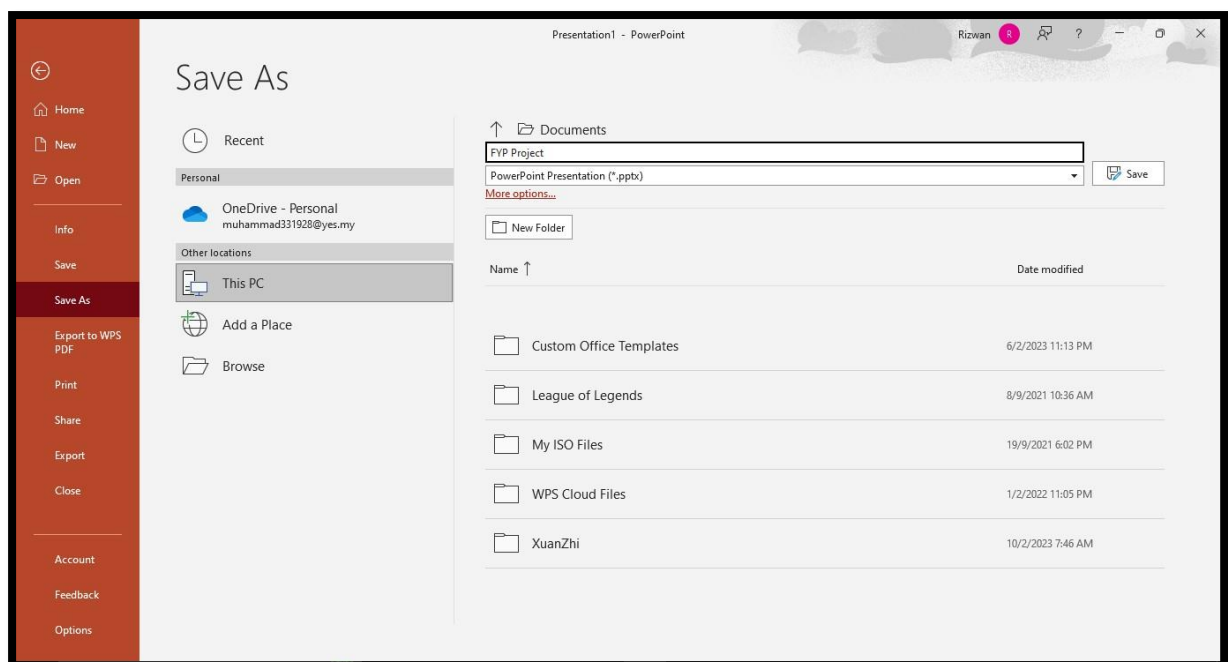 Presentation1 - PowerPoint
Rizwan R ?
Save As
Home
New
Open
Info
Save
Save As
Export to WPS
PDF
Print
Share
Export
Close
Account
Feedback
Options
Recent
Personal
OneDrive - Personal
muhammad331928@yes.my
Other locations
This PC
Add a Place
Browse
Documents
FYP Project
PowerPoint Presentation (*.pptx)
Save
More options...
New Folder
Name Date modified
Custom Office Templates 6/2/2023 11:13 PM
League of Legends 8/9/2021 10:36 AM
My ISO Files 19/9/2021 6:02 PM
WPS Cloud Files 1/2/2022 11:05 PM
XuanZhi 10/2/2023 7:46 AM